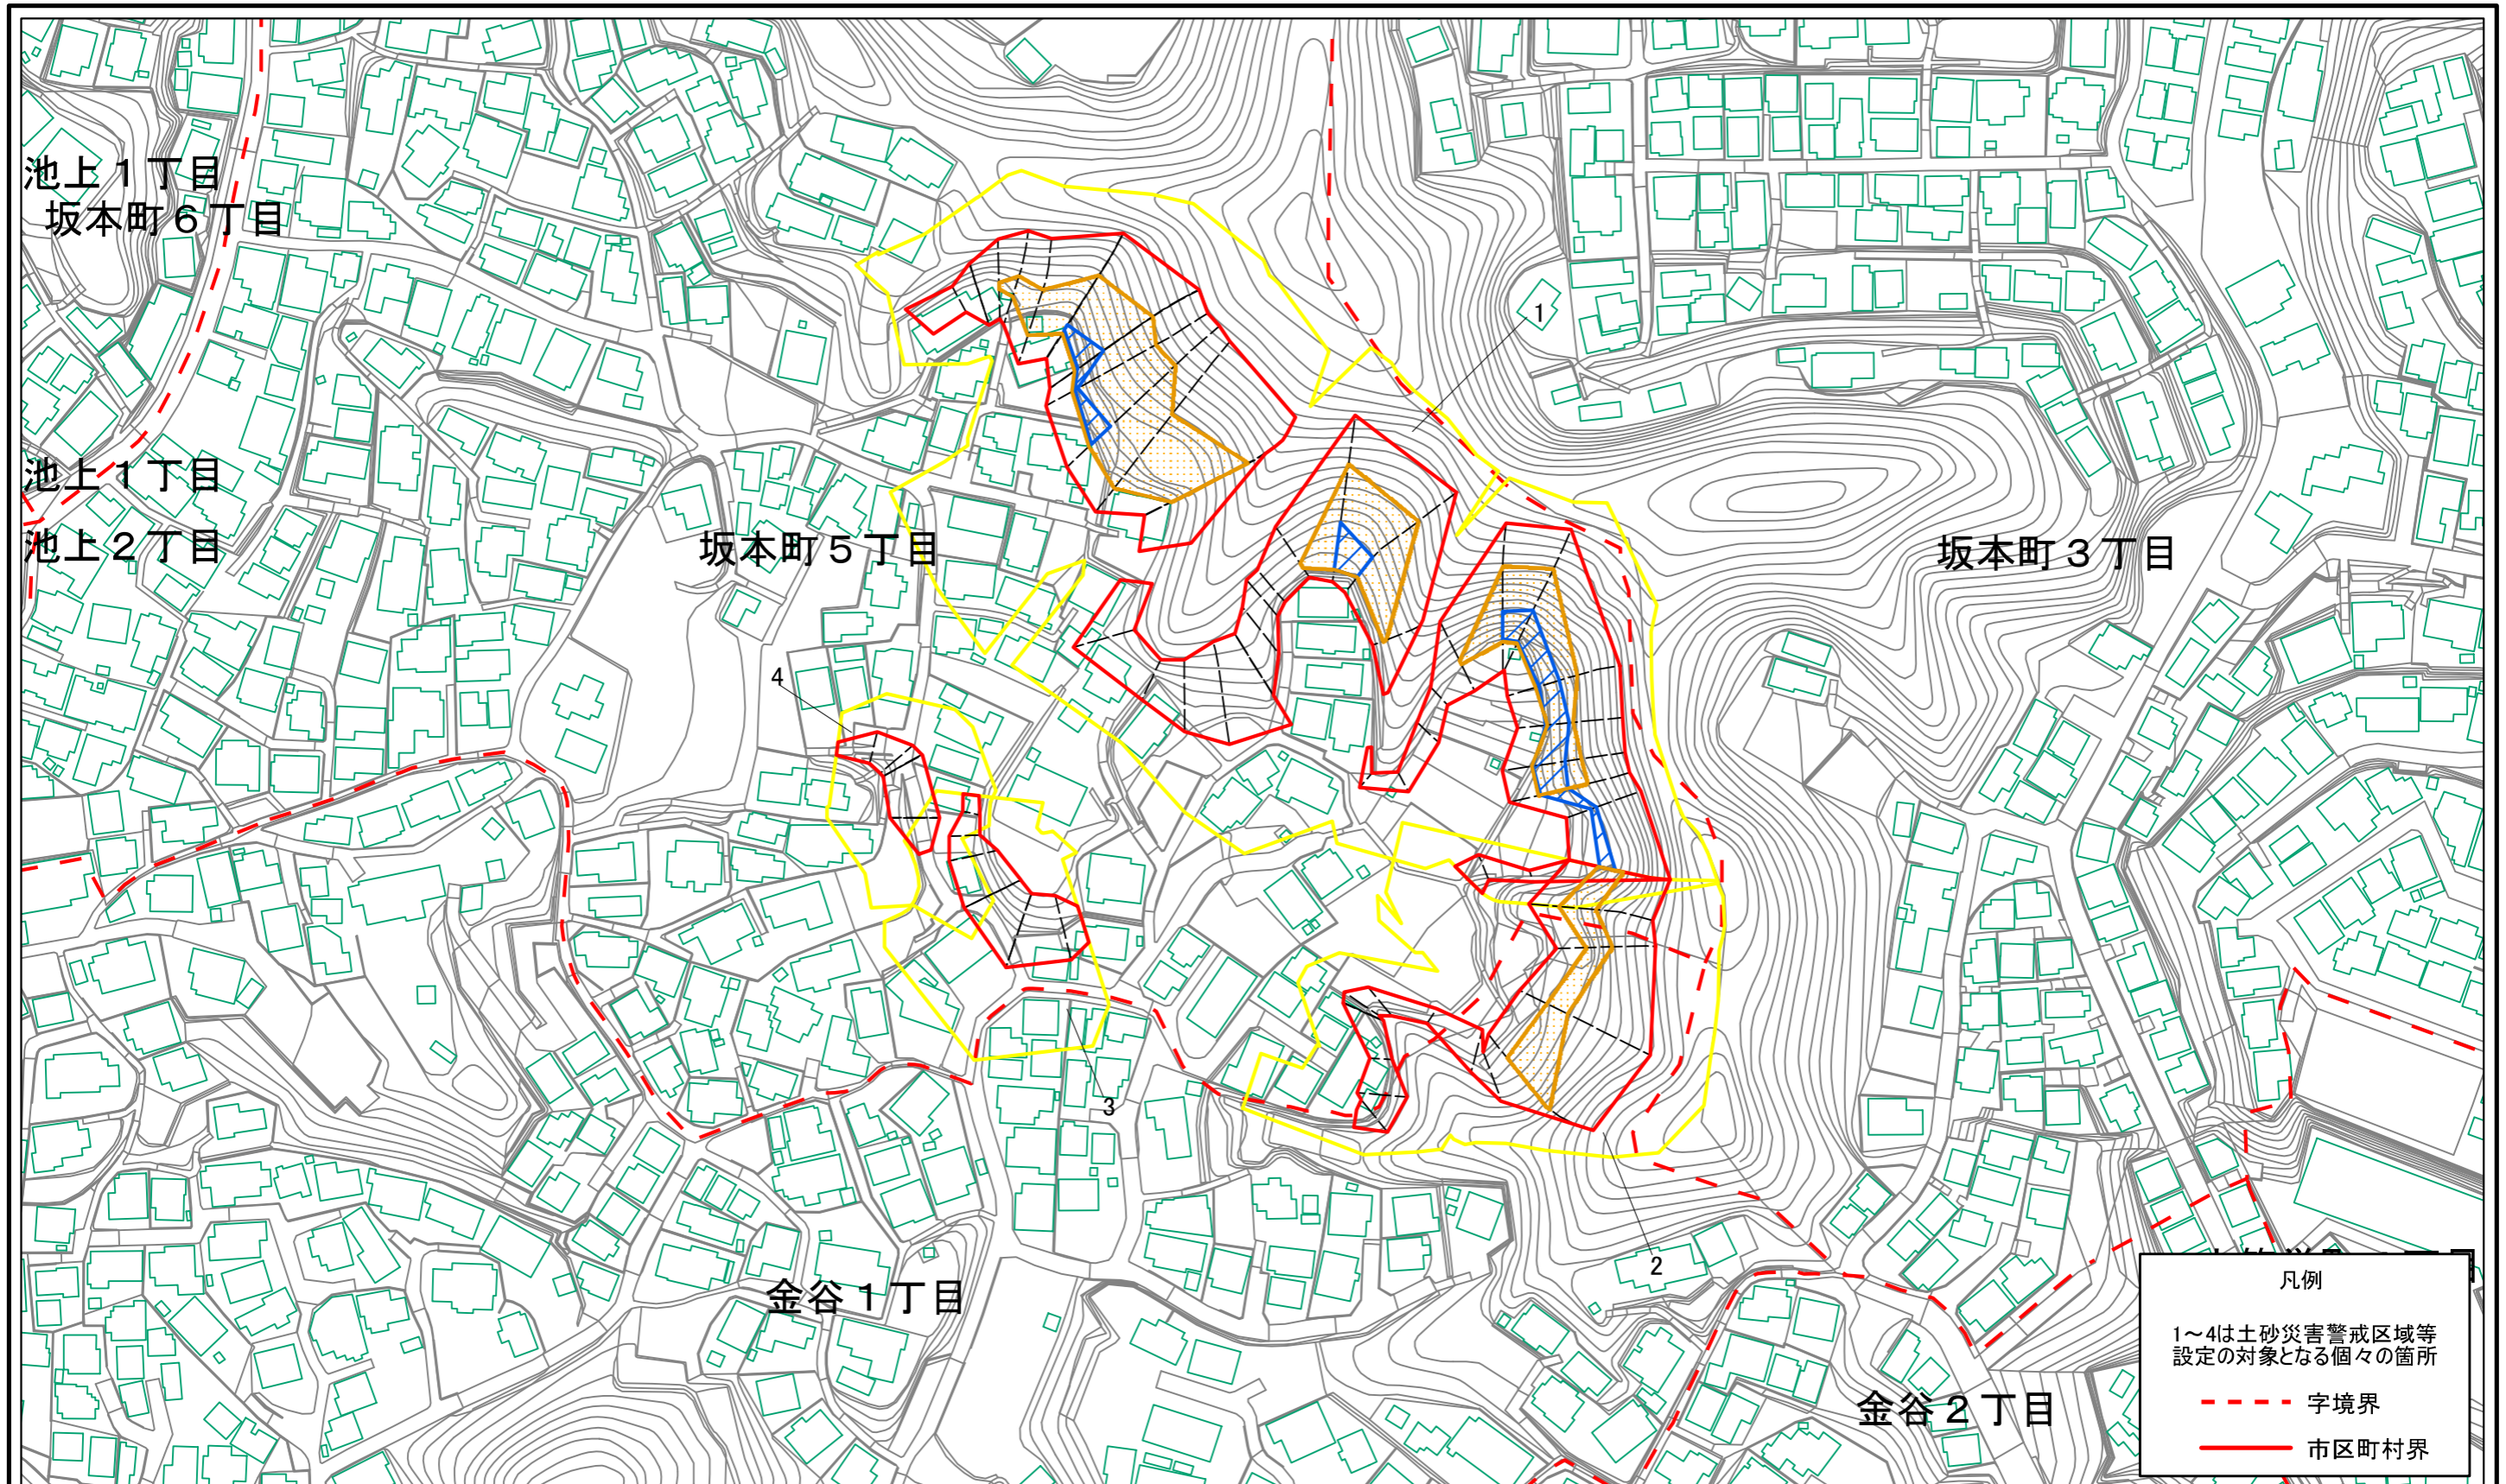 池上１丁目
坂本町６丁目
1
池上１丁目
池上２丁目
坂本町５丁目
坂本町３丁目
4
3
2
金谷１丁目
金谷２丁目
凡例
1～4は土砂災害警戒区域等
設定の対象となる個々の箇所
字境界
市区町村界